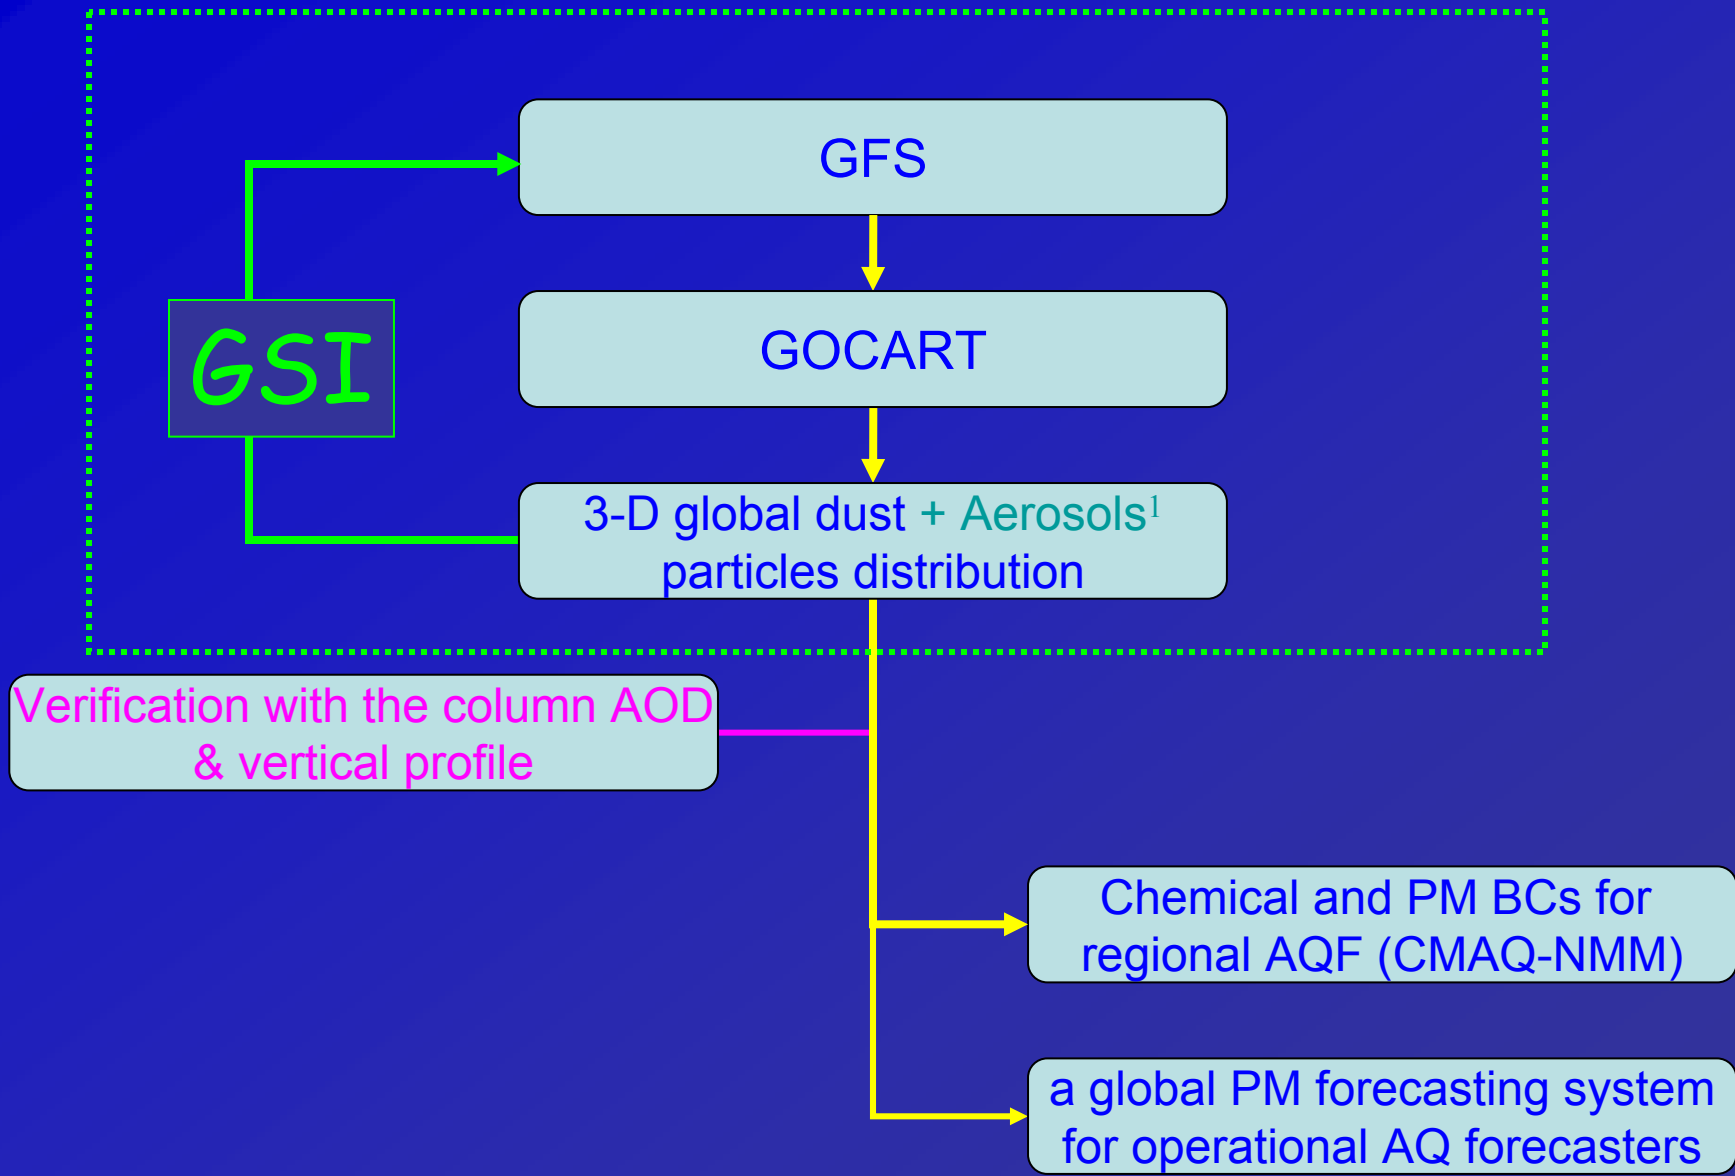 GFS
GOCART
GSI
3-D global dust + Aerosols¹
particles distribution
Verification with the column AOD
& vertical profile
Chemical and PM BCs for
regional AQF (CMAQ-NMM)
a global PM forecasting system
for operational AQ forecasters